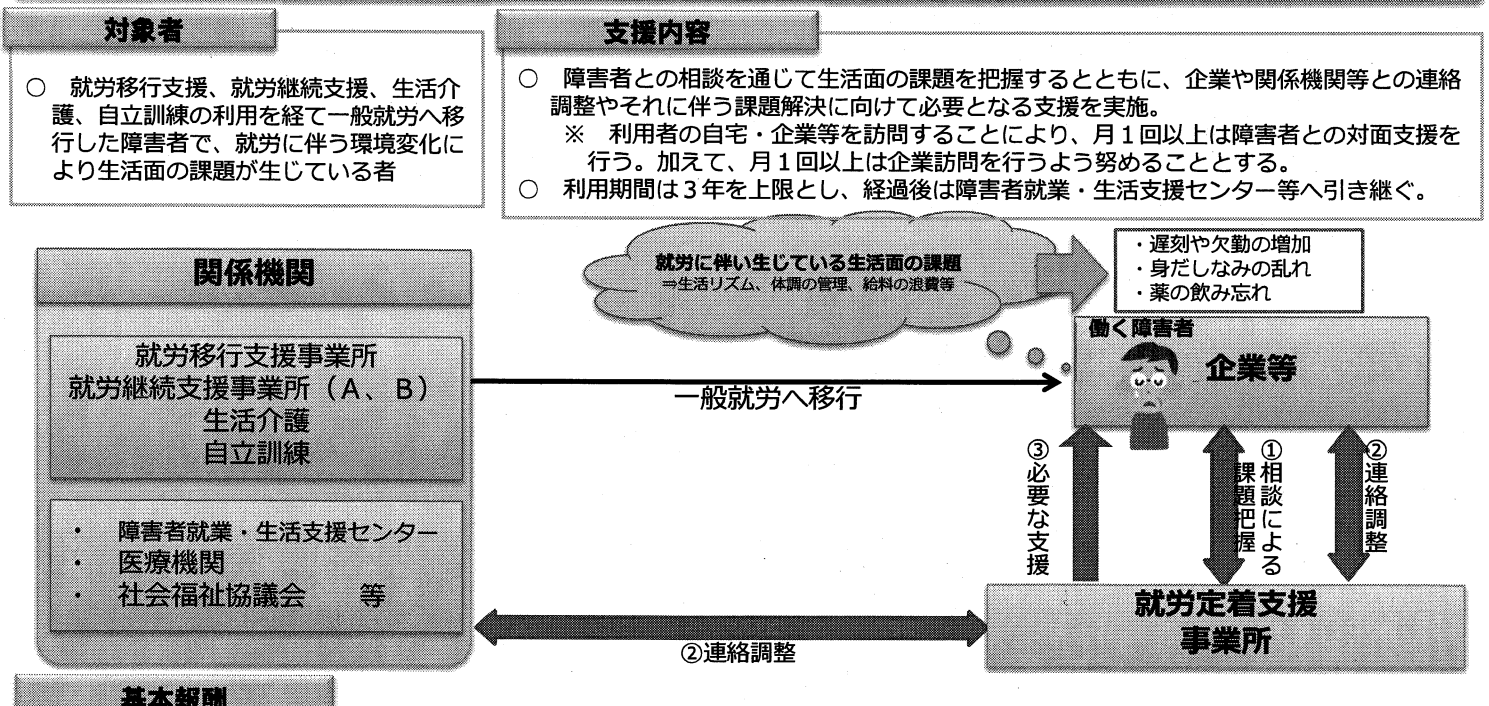 対象者
○　就労移行支援、就労継続支援、生活介
護、自立訓練の利用を経て一般就労へ移
行した障害者で、就労に伴う環境変化に
より生活面の課題が生じている者
支援内容
○　障害者との相談を通じて生活面の課題を把握するとともに、企業や関係機関等との連絡
調整やそれに伴う課題解決に向けて必要となる支援を実施。
※　利用者の自宅・企業等を訪問することにより、月１回以上は障害者との対面支援を
行う。加えて、月１回以上は企業訪問を行うよう努めることとする。
○　利用期間は３年を上限とし、経過後は障害者就業・生活支援センター等へ引き継ぐ。
関係機関
就労移行支援事業所
就労継続支援事業所（Ａ、Ｂ）
生活介護
自立訓練
・　障害者就業・生活支援センター
・　医療機関
・　社会福祉協議会　　等
就労に伴い生じている生活面の課題
⇒生活リズム、体調の管理、給料の浪費等
・遅刻や欠勤の増加
・身だしなみの乱れ
・薬の飲み忘れ
働く障害者
企業等
一般就労へ移行
③必要な支援
①相談による
課題把握
②連絡調整
就労定着支援
事業所
②連絡調整
基本報酬